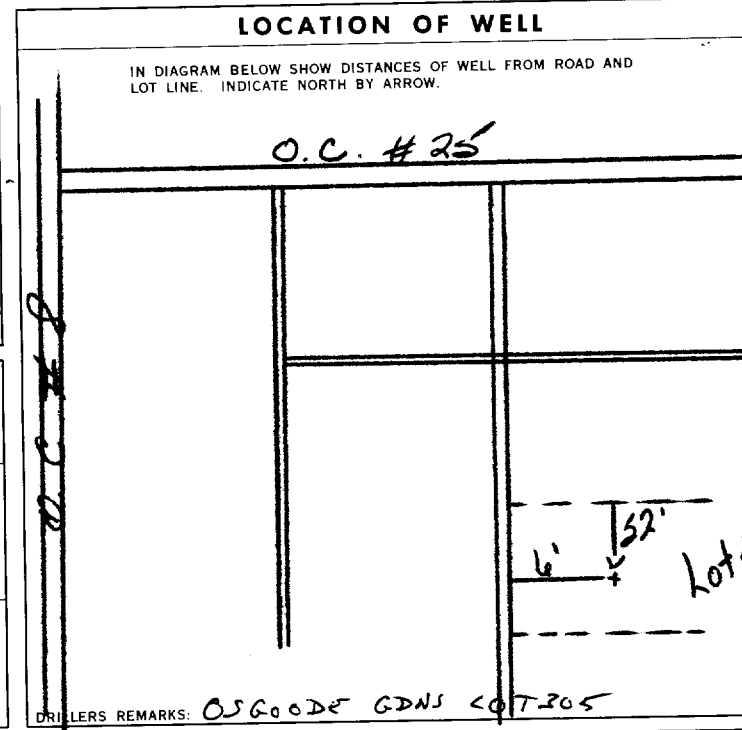 LOCATION OF WELL
IN DIAGRAM BELOW SHOW DISTANCES OF WELL FROM ROAD AND
LOT LINE. INDICATE NORTH BY ARROW.
O.C. # 25
O.C # 8
52'
6'
Lot
DRILLERS REMARKS: OSGOODE GDNS LOT 305